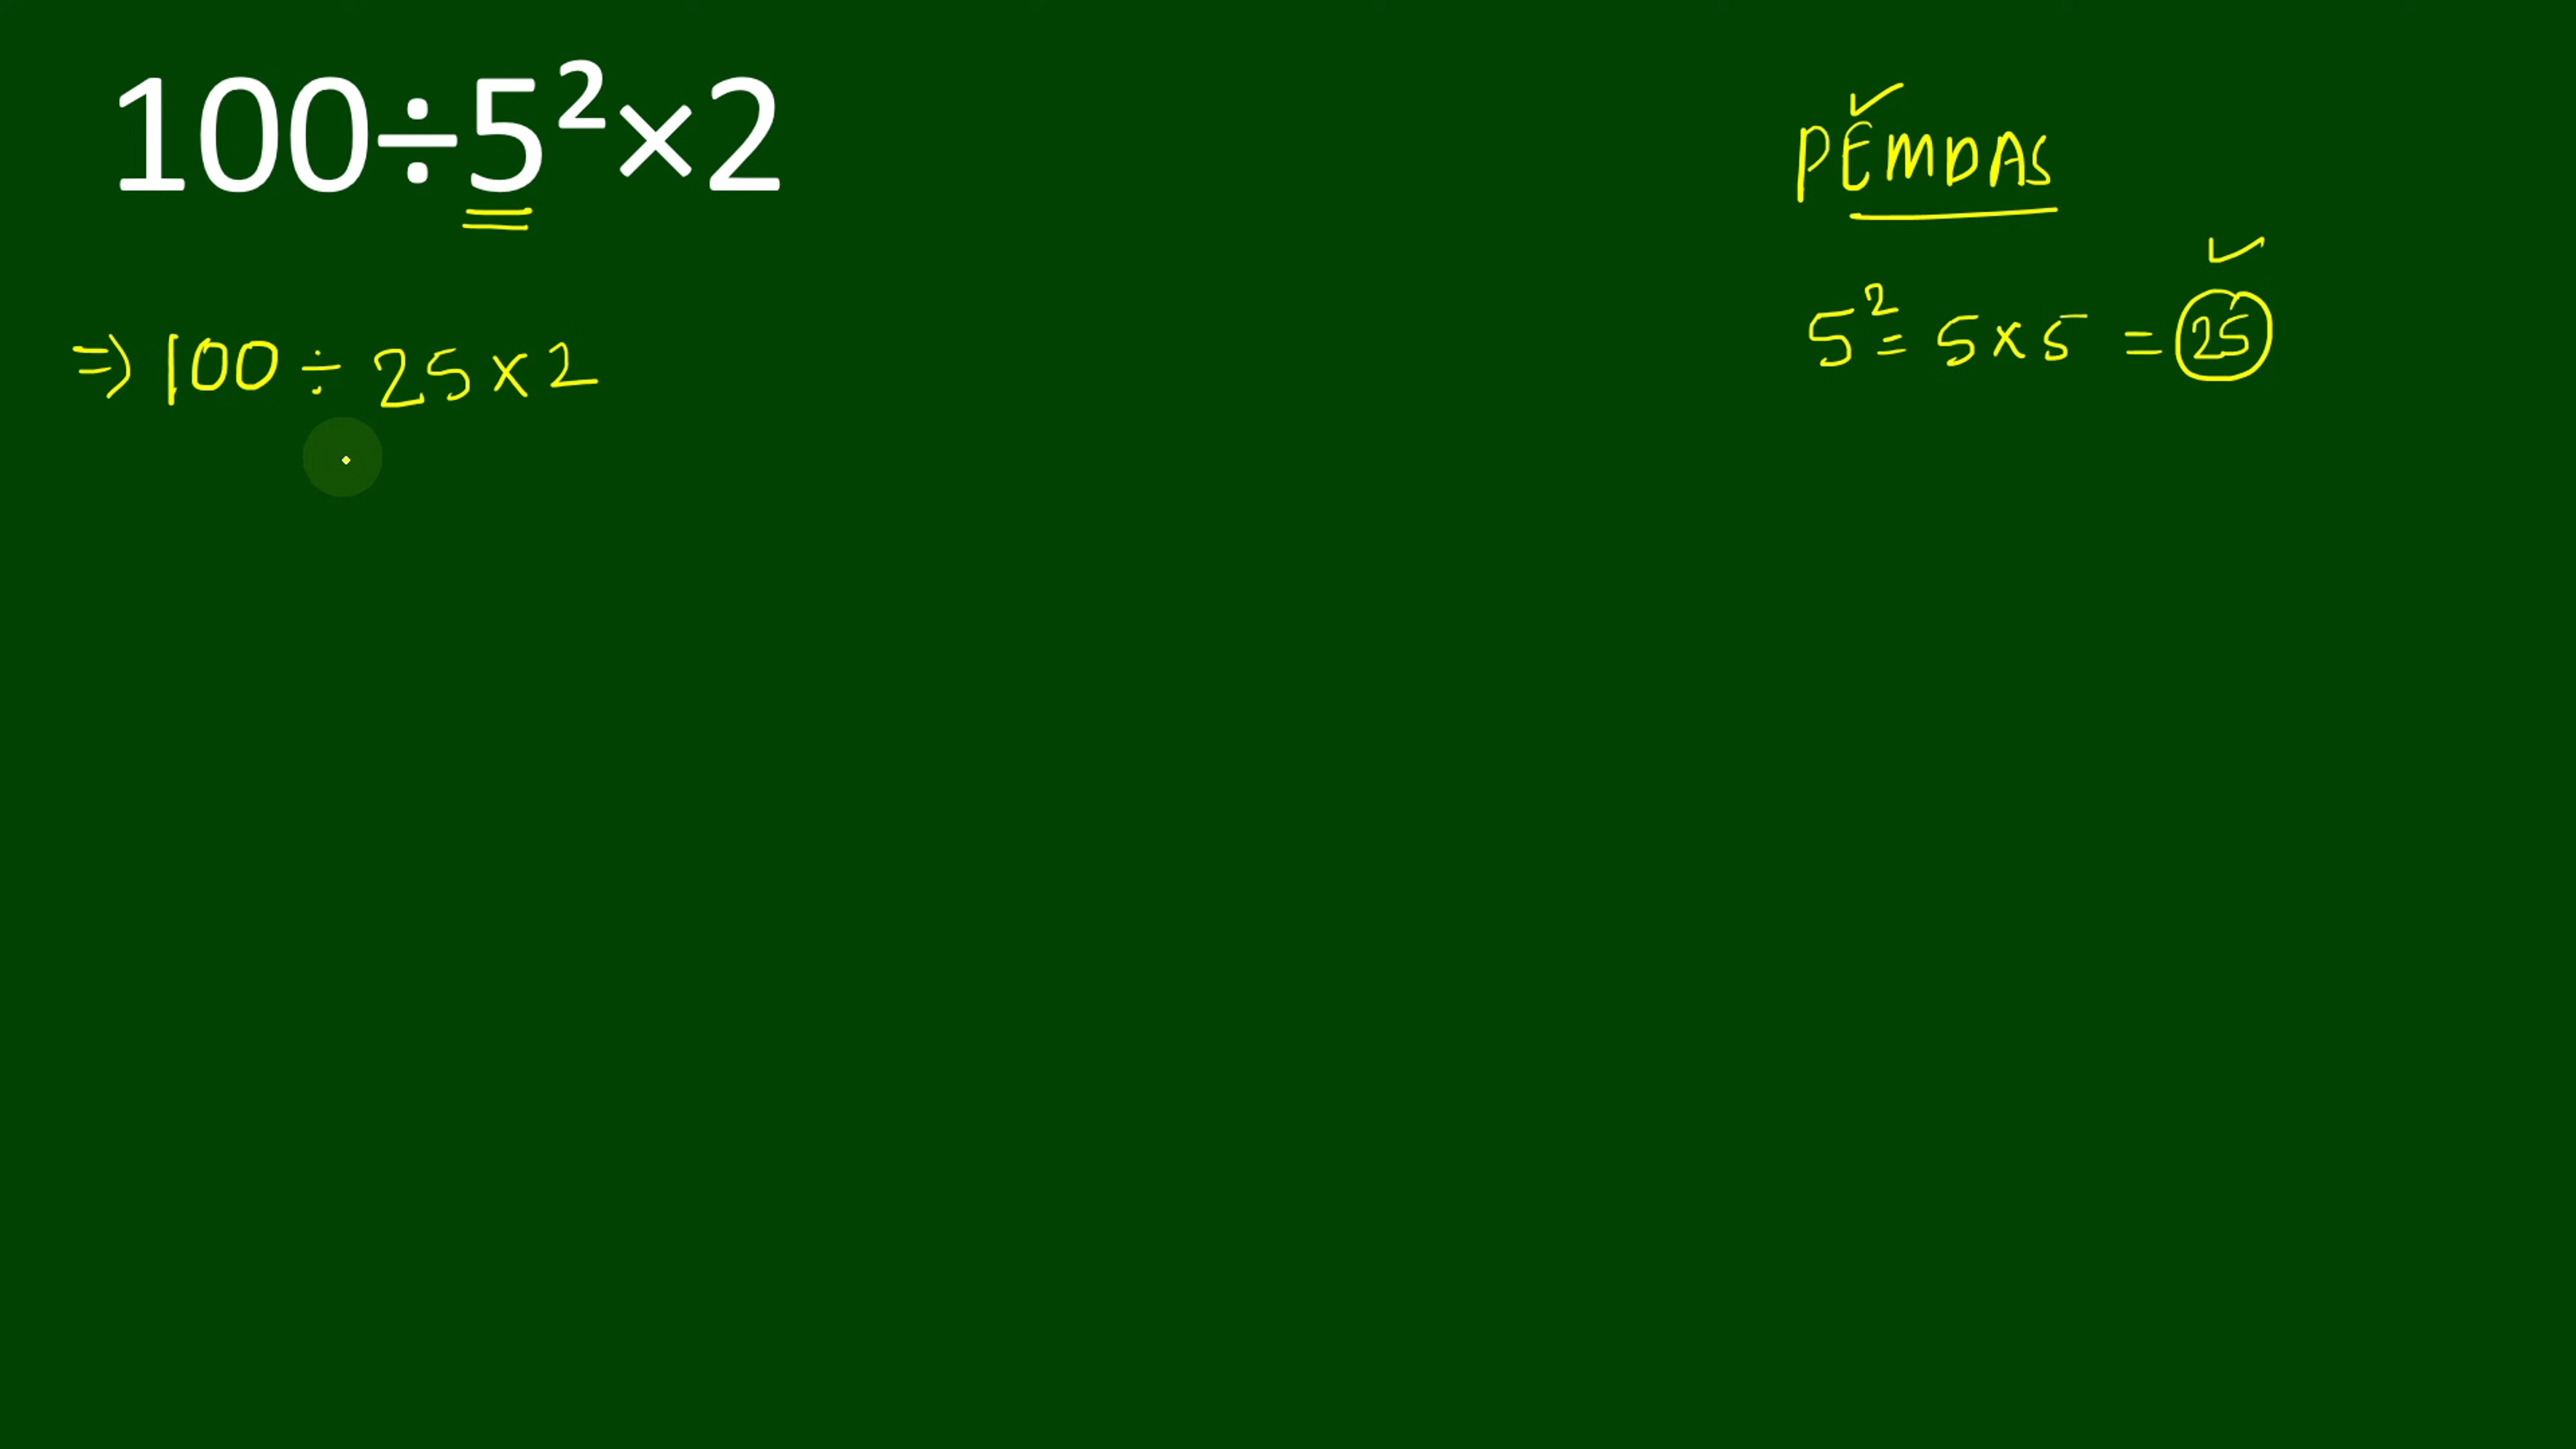 100÷5²×2
PEMDAS
5² = 5 × 5 = 25
⇒ 100 ÷ 25 × 2